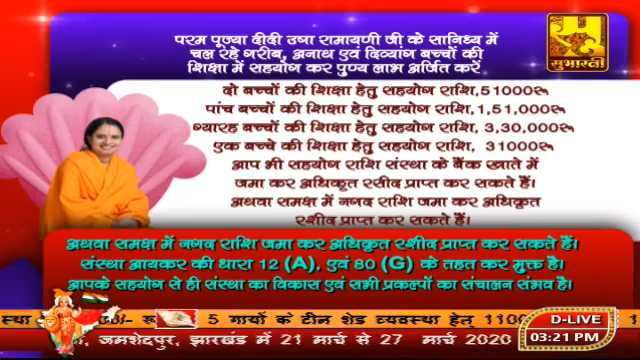 परम पूज्या दीदी उषा रामायणी जी के सानिध्य में
चल रहे गरीब, अनाथ एवं दिव्यांग बच्चों की
शिक्षा में सहयोग कर पुण्य लाभ अर्जित करें
सुभारती
दो बच्चों की शिक्षा हेतु सहयोग राशि,51000रू
पांच बच्चों की शिक्षा हेतु सहयोग राशि,1,51,000रू
ग्यारह बच्चों की शिक्षा हेतु सहयोग राशि, 3,30,000रू
एक बच्चे की शिक्षा हेतु सहयोग राशि, 31000रू
आप भी सहयोग राशि संस्था के बैंक खाते में
जमा कर अधिकृत रसीद प्राप्त कर सकते हैं।
अथवा समक्ष में नगद राशि जमा कर अधिकृत
रशीद प्राप्त कर सकते हैं।
अथवा समक्ष में नगद राशि जमा कर अधिकृत रशीद प्राप्त कर सकते हैं।
संस्था आयकर की धारा 12 (A), एवं 80 (G) के तहत कर मुक्त है।
आपके सहयोग से ही संस्था का विकास एवं सभी प्रकल्पों का संचालन संभव है।
स्था 5 गायों के टीन शेड व्यवस्था हेतु 1100
D-LIVE
जमशेदपुर, झारखंड में 21 मार्च से 27 मार्च 2020
03:21 PM